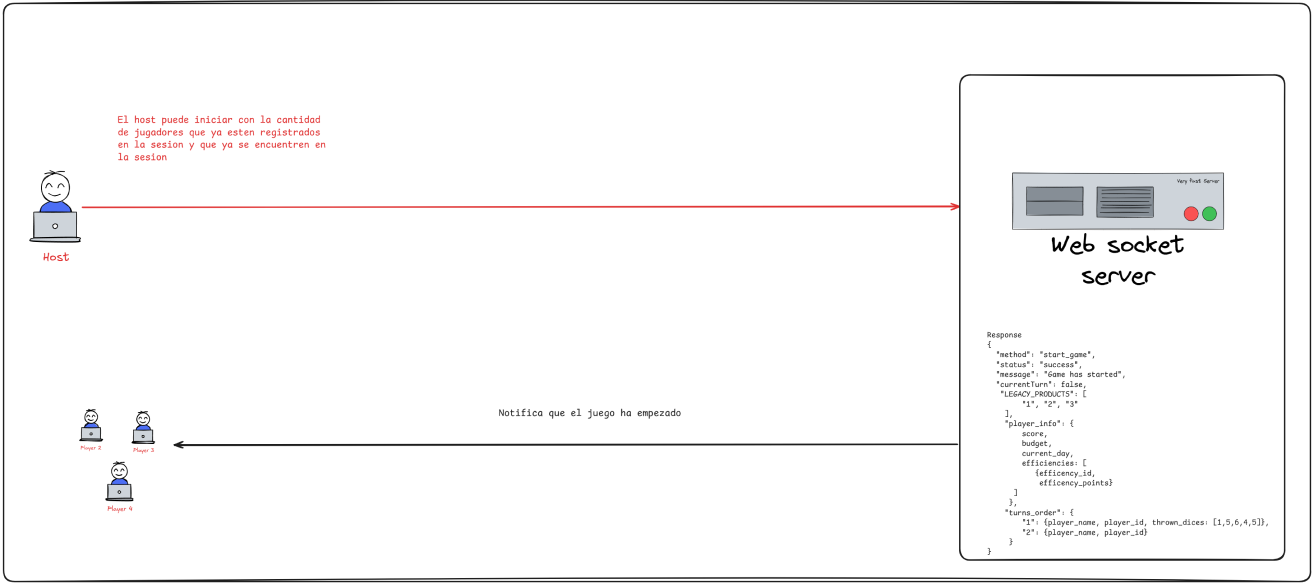 El host puede iniciar con la cantidad
de jugadores que ya esten registrados
en la sesion y que ya se encuentren en
la sesion
Host
Very fast Server
Web socket
server
Response
{
"method": "start_game",
"status": "success",
"message": "Game has started",
"currentTurn": false,
"LEGACY_PRODUCTS": [
"1", "2", "3"
],
"player_info": {
score,
budget,
current_day,
efficiencies: [
{efficency_id,
efficency_points}
]
},
"turns_order": {
"1": {player_name, player_id, thrown_dices: [1,5,6,4,5]},
"2": {player_name, player_id}
}
}
Notifica que el juego ha empezado
Player 2
Player 3
Player 4